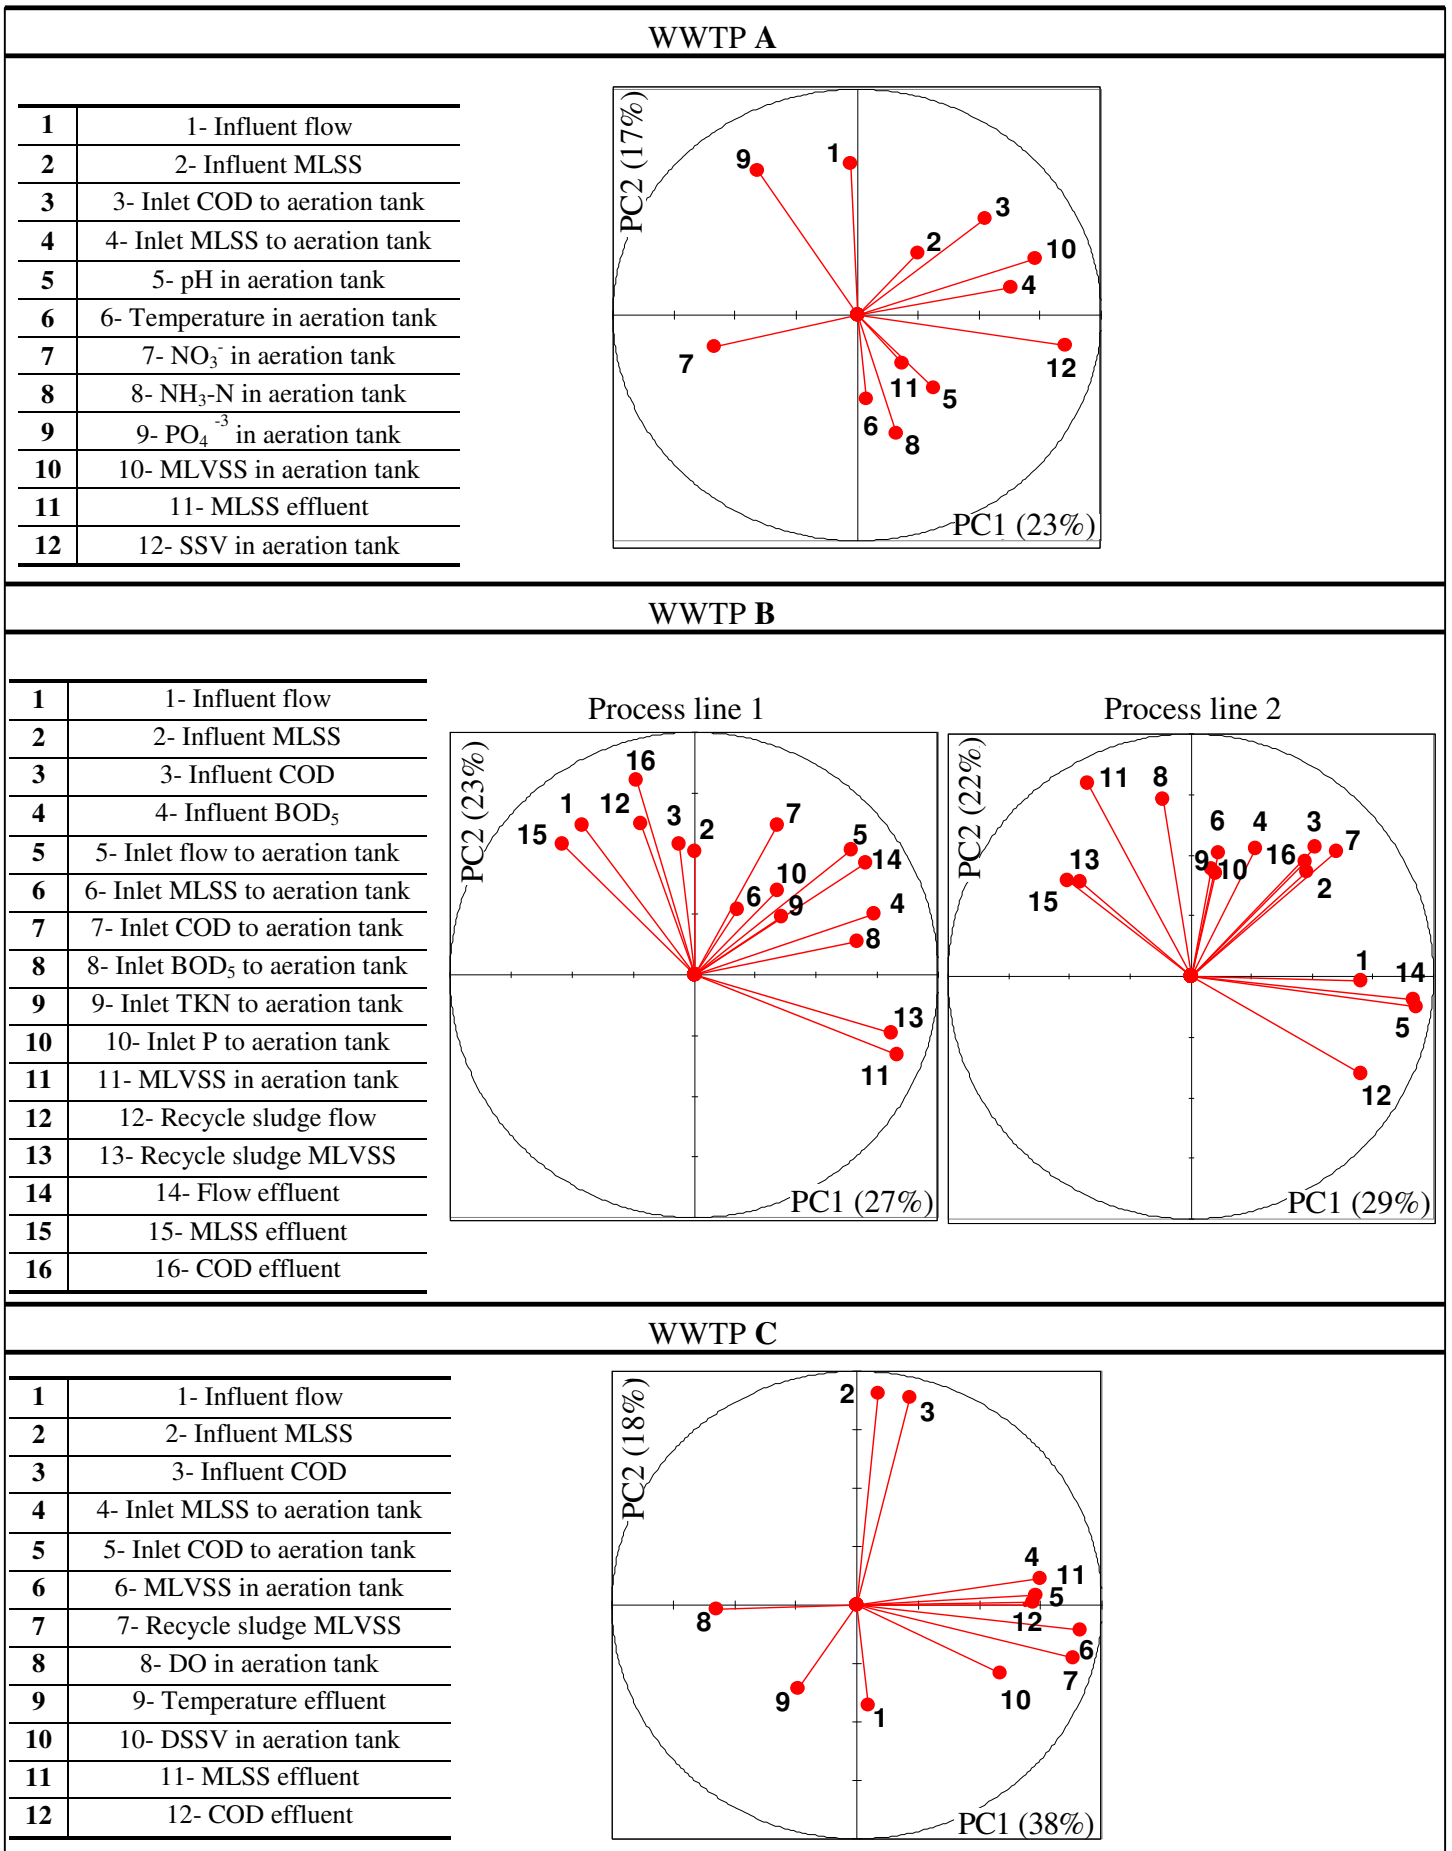 WWTP A
1 1- Influent flow
2 2- Influent MLSS
3 3- Inlet COD to aeration tank
4 4- Inlet MLSS to aeration tank
5 5- pH in aeration tank
6 6- Temperature in aeration tank
7 7- NO₃⁻ in aeration tank
8 8- NH₃-N in aeration tank
9 9- PO₄ ⁻³ in aeration tank
10 10- MLVSS in aeration tank
11 11- MLSS effluent
12 12- SSV in aeration tank
PC2 (17%)
9 1
3
2 10
4
7 12
11 5
6 8
PC1 (23%)
WWTP B
1 1- Influent flow
2 2- Influent MLSS
3 3- Influent COD
4 4- Influent BOD₅
5 5- Inlet flow to aeration tank
6 6- Inlet MLSS to aeration tank
7 7- Inlet COD to aeration tank
8 8- Inlet BOD₅ to aeration tank
9 9- Inlet TKN to aeration tank
10 10- Inlet P to aeration tank
11 11- MLVSS in aeration tank
12 12- Recycle sludge flow
13 13- Recycle sludge MLVSS
14 14- Flow effluent
15 15- MLSS effluent
16 16- COD effluent
Process line 1
PC2 (23%)
16
1 12 3 2 7
15 5
14
10
6 9 4
8
13
11
PC1 (27%)
Process line 2
PC2 (22%)
11 8
6 4 3
9 10 16 7
13 2
15
1 14
5
12
PC1 (29%)
WWTP C
1 1- Influent flow
2 2- Influent MLSS
3 3- Influent COD
4 4- Inlet MLSS to aeration tank
5 5- Inlet COD to aeration tank
6 6- MLVSS in aeration tank
7 7- Recycle sludge MLVSS
8 8- DO in aeration tank
9 9- Temperature effluent
10 10- DSSV in aeration tank
11 11- MLSS effluent
12 12- COD effluent
PC2 (18%)
2 3
4 11
5
8 12
6
7
9 10
1
PC1 (38%)